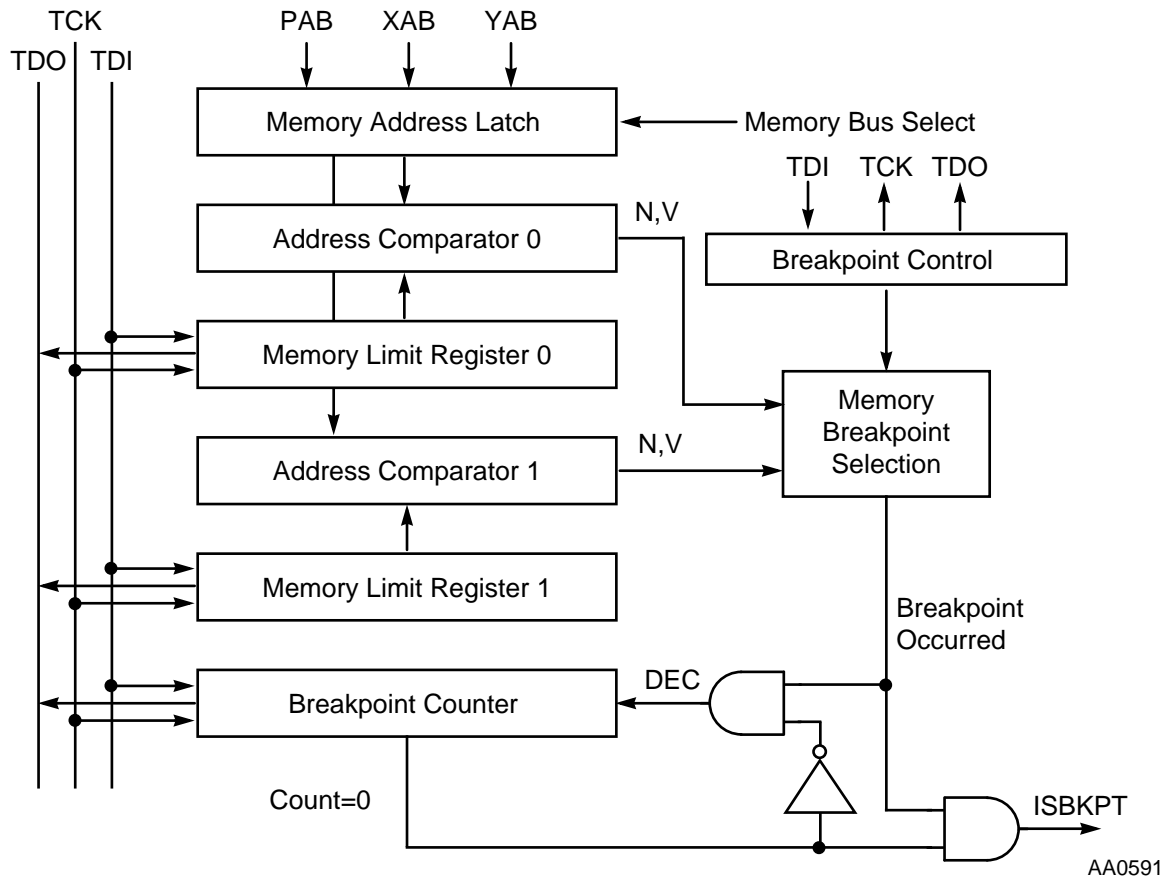 TCK
PAB XAB YAB
TDO TDI
Memory Address Latch
Memory Bus Select
TDI TCK TDO
N,V
Address Comparator 0
Breakpoint Control
Memory Limit Register 0
Memory
Breakpoint
Selection
N,V
Address Comparator 1
Memory Limit Register 1
Breakpoint
Occurred
DEC
Breakpoint Counter
Count=0
ISBKPT
AA0591